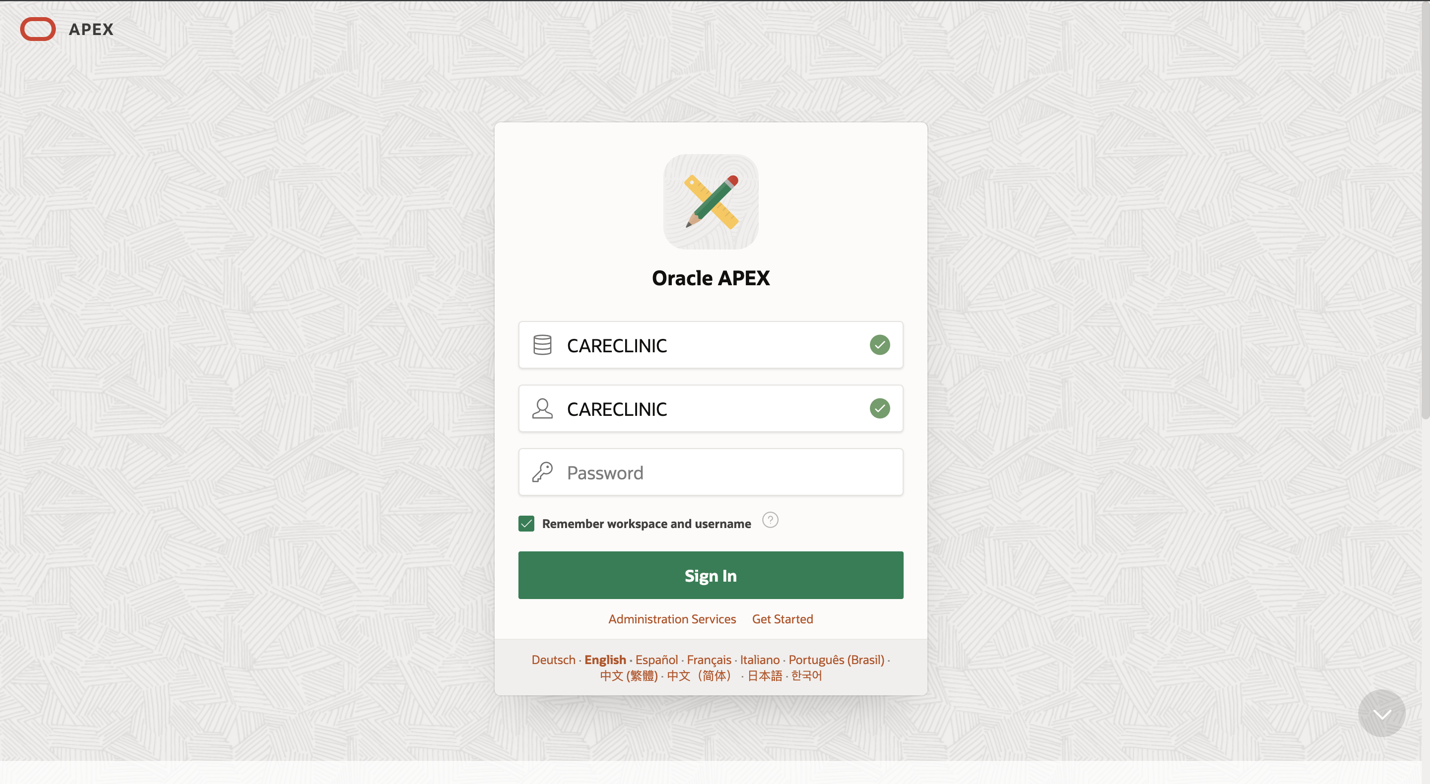 APEX
Oracle APEX
CARECLINIC
CARECLINIC
Password
Remember workspace and username ?
Sign In
Administration Services Get Started
Deutsch · English · Español · Français · Italiano · Português (Brasil) ·
中文 (繁體) · 中文（简体） · 日本語 · 한국어